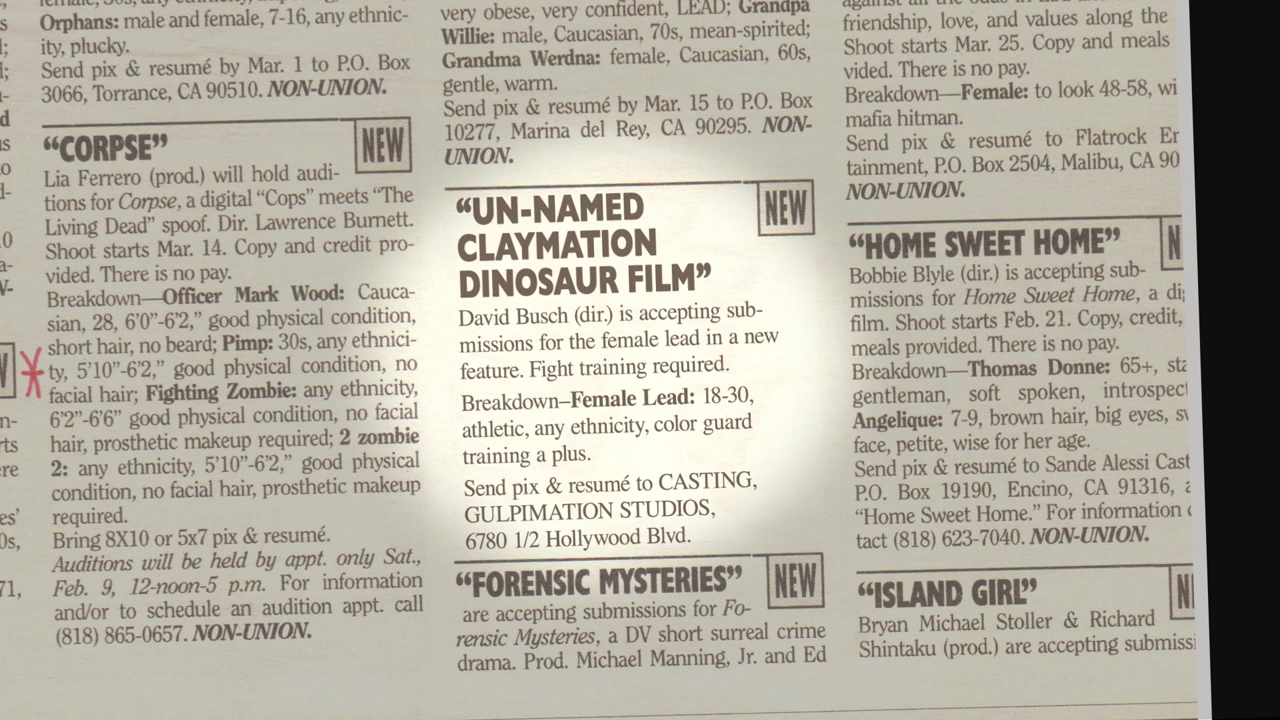 Orphans: male and female, 7-16, any ethnic-
ity, plucky.
Send pix & resumé by Mar. 1 to P.O. Box
3066, Torrance, CA 90510. NON-UNION.
"CORPSE"
NEW
Lia Ferrero (prod.) will hold audi-
tions for Corpse, a digital "Cops" meets "The
Living Dead" spoof. Dir. Lawrence Burnett.
Shoot starts Mar. 14. Copy and credit pro-
vided. There is no pay.
Breakdown—Officer Mark Wood: Cauca-
sian, 28, 6'0"-6'2," good physical condition,
short hair, no beard; Pimp: 30s, any ethnici-
ty, 5'10"-6'2," good physical condition, no
facial hair; Fighting Zombie: any ethnicity,
6'2"-6'6" good physical condition, no facial
hair, prosthetic makeup required; 2 zombie
2: any ethnicity, 5'10"-6'2," good physical
condition, no facial hair, prosthetic makeup
required.
Bring 8X10 or 5x7 pix & resumé.
Auditions will be held by appt. only Sat.,
Feb. 9, 12-noon-5 p.m. For information
and/or to schedule an audition appt. call
(818) 865-0657. NON-UNION.
very obese, very confident, LEAD; Grandpa
Willie: male, Caucasian, 70s, mean-spirited;
Grandma Werdna: female, Caucasian, 60s,
gentle, warm.
Send pix & resumé by Mar. 15 to P.O. Box
10277, Marina del Rey, CA 90295. NON-
UNION.
"UN-NAMED
CLAYMATION
DINOSAUR FILM"
NEW
David Busch (dir.) is accepting sub-
missions for the female lead in a new
feature. Fight training required.
Breakdown–Female Lead: 18-30,
athletic, any ethnicity, color guard
training a plus.
Send pix & resumé to CASTING,
GULPIMATION STUDIOS,
6780 1/2 Hollywood Blvd.
"FORENSIC MYSTERIES"
NEW
are accepting submissions for Fo-
rensic Mysteries, a DV short surreal crime
drama. Prod. Michael Manning, Jr. and Ed
friendship, love, and values along the
Shoot starts Mar. 25. Copy and meals
vided. There is no pay.
Breakdown—Female: to look 48-58, wi
mafia hitman.
Send pix & resumé to Flatrock Er
tainment, P.O. Box 2504, Malibu, CA 90
NON-UNION.
"HOME SWEET HOME"
Bobbie Blyle (dir.) is accepting sub-
missions for Home Sweet Home, a di
film. Shoot starts Feb. 21. Copy, credit,
meals provided. There is no pay.
Breakdown—Thomas Donne: 65+, sta
gentleman, soft spoken, introspect
Angelique: 7-9, brown hair, big eyes, sw
face, petite, wise for her age.
Send pix & resumé to Sande Alessi Cast
P.O. Box 19190, Encino, CA 91316, a
"Home Sweet Home." For information
tact (818) 623-7040. NON-UNION.
"ISLAND GIRL"
Bryan Michael Stoller & Richard
Shintaku (prod.) are accepting submissi